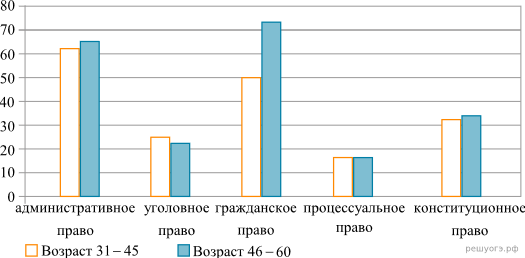 80
70
60
50
40
30
20
10
0
административное право
уголовное право
гражданское право
процессуальное право
конституционное право
Возраст 31 – 45
Возраст 46 – 60
решуогэ.рф